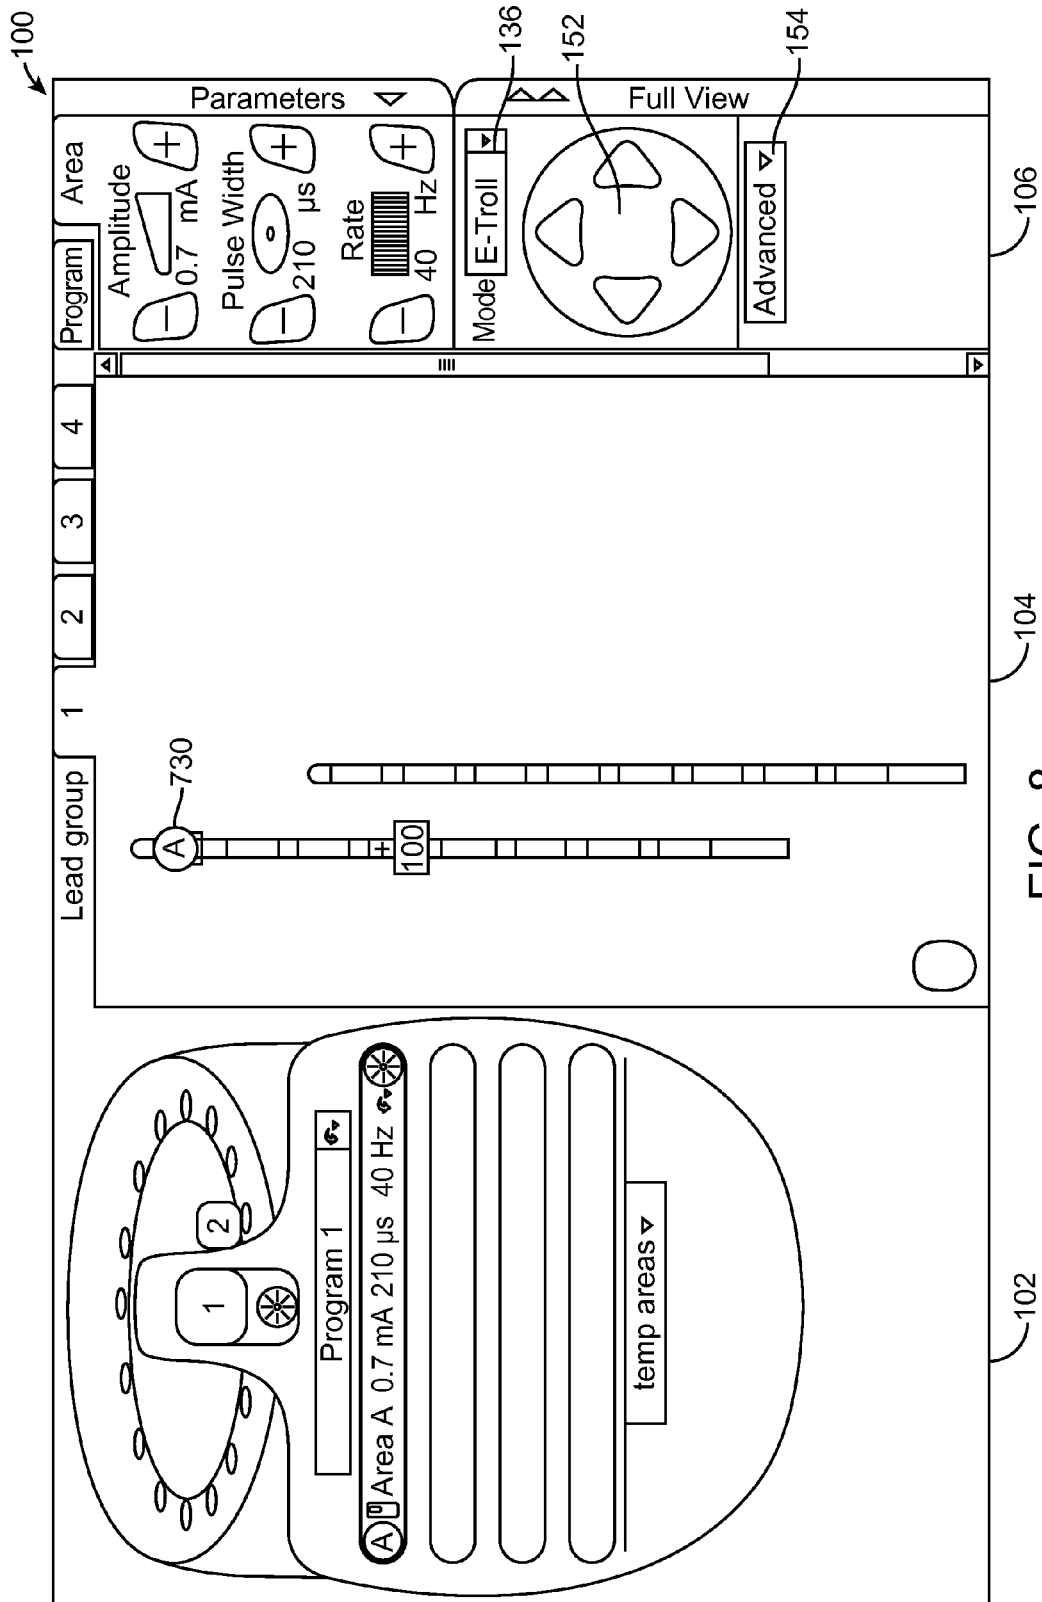 100
Lead group
1
2
3
4
Program
Area
Parameters
Amplitude
0.7 mA
Pulse Width
210 µs
Rate
40 Hz
Full View
Mode
E-Troll
136
152
Advanced
154
A
730
+
100
1
2
Program 1
A Area A 0.7 mA 210 µs 40 Hz
temp areas
102
104
106